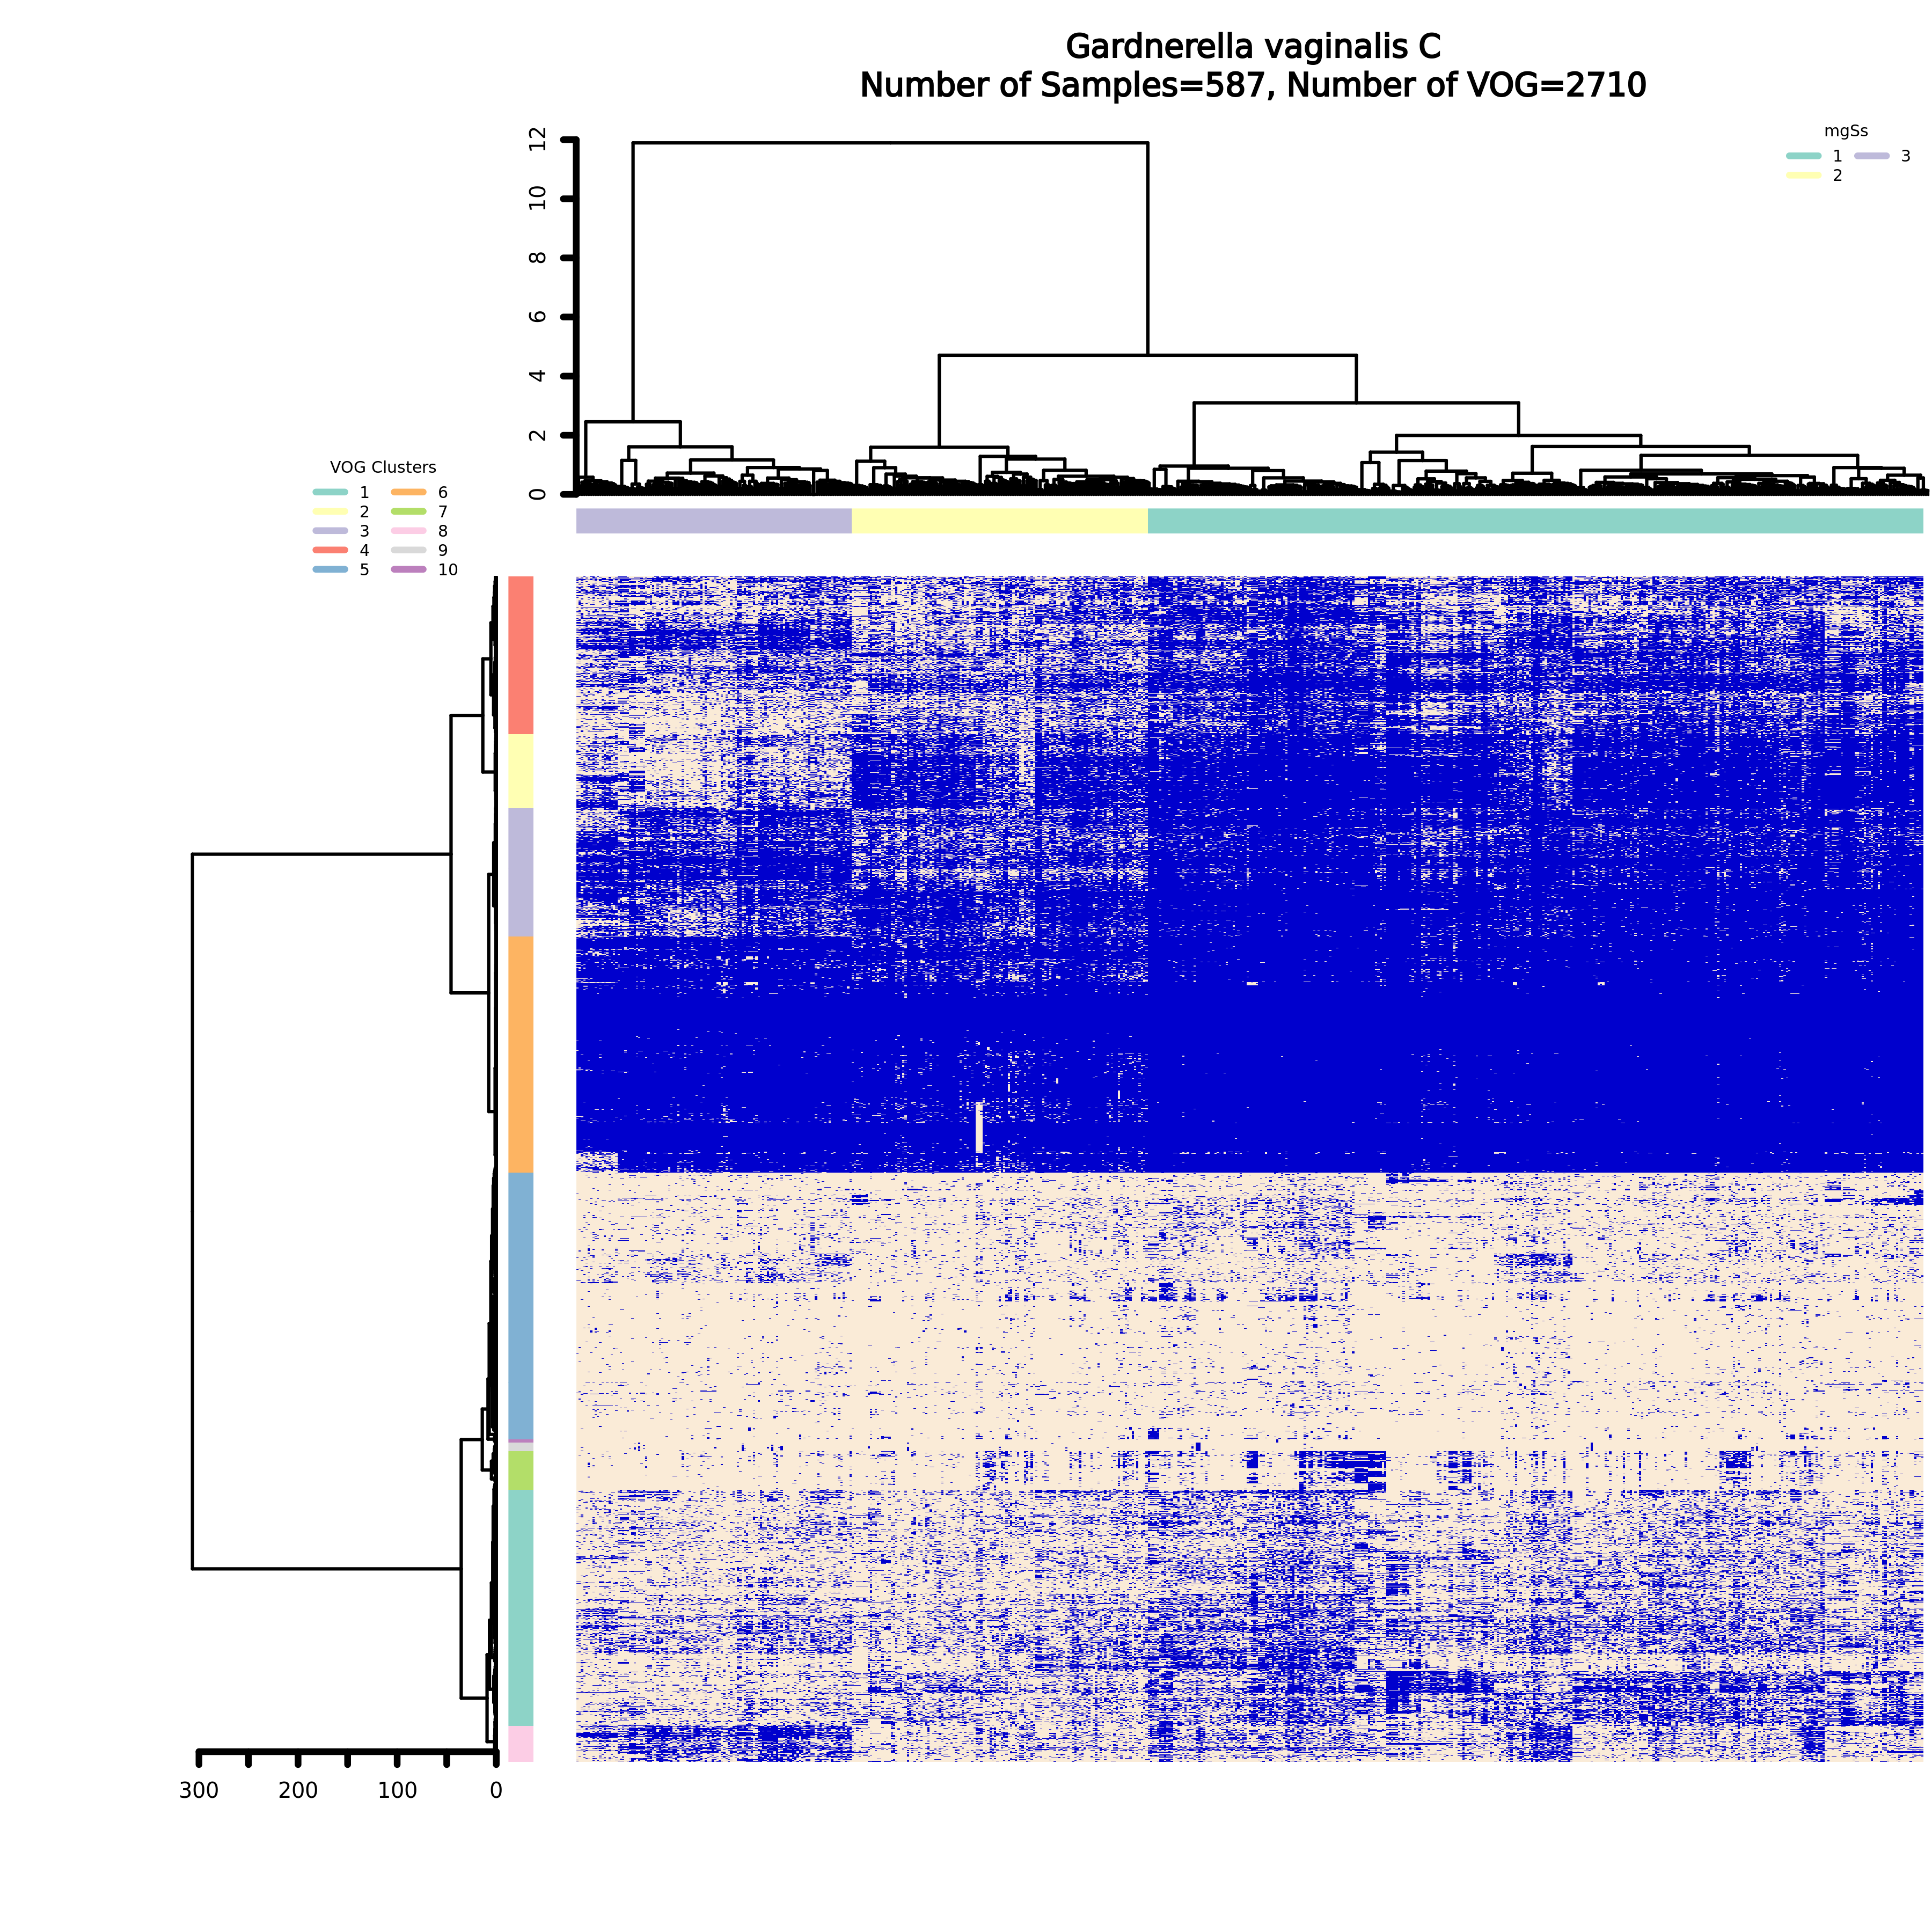 Gardnerella vaginalis C
Number of Samples=587, Number of VOG=2710
mgSs
1 3
2
12
10
8
6
4
2
0
VOG Clusters
1 6
2 7
3 8
4 9
5 10
300 200 100 0